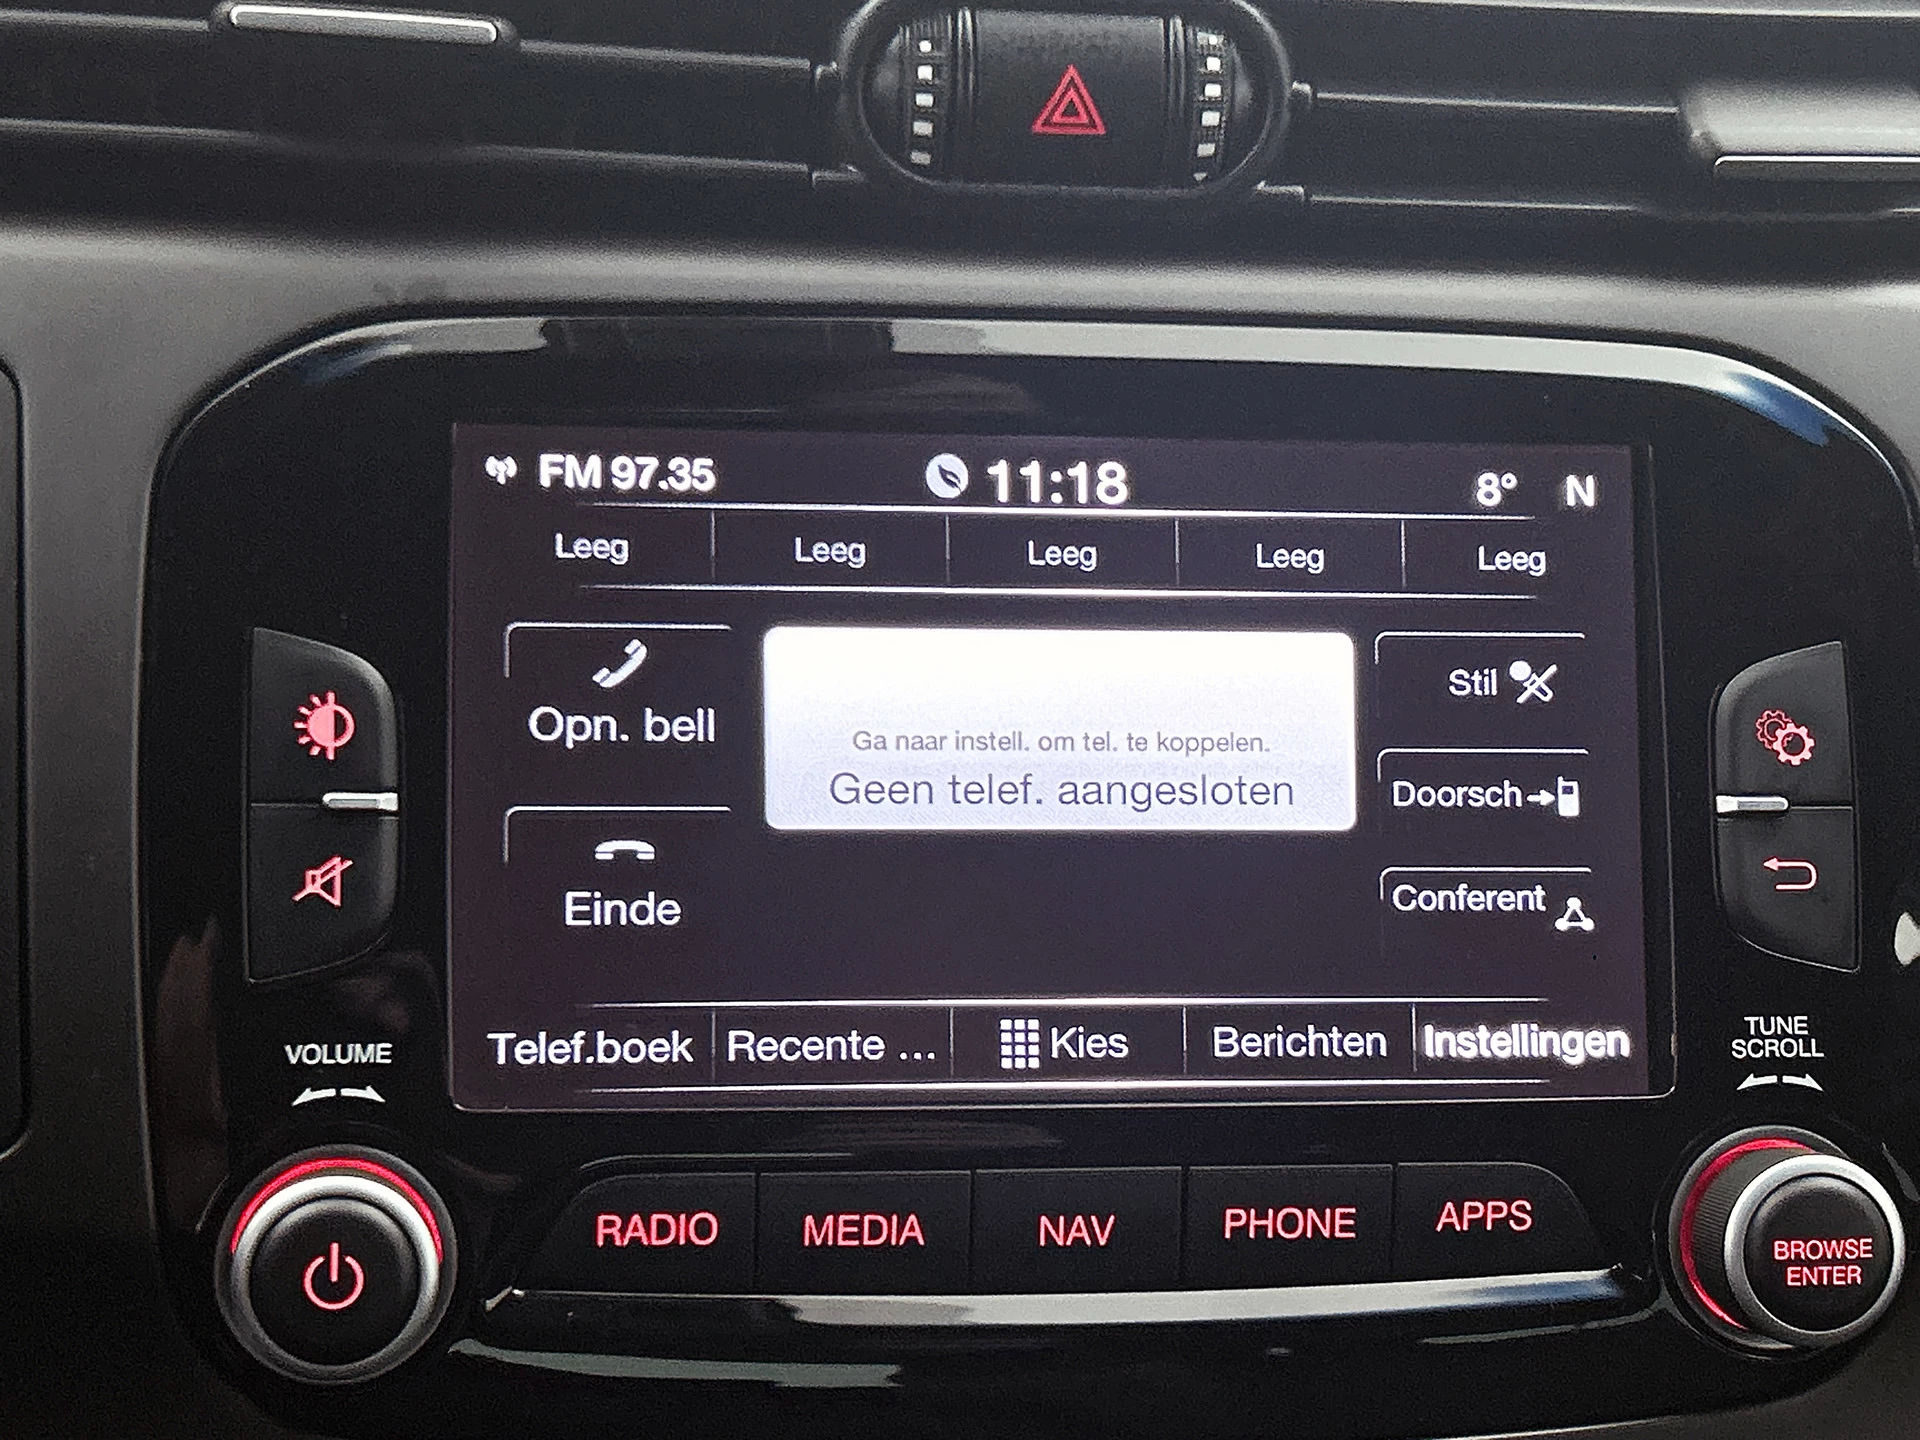 FM 97.35 11:18 8° N
Leeg Leeg Leeg Leeg Leeg
Opn. bell
Ga naar instell. om tel. te koppelen.
Geen telef. aangesloten
Stil
Doorsch
Einde
Conferent
Telef.boek Recente ... Kies Berichten Instellingen
VOLUME
TUNE
SCROLL
RADIO MEDIA NAV PHONE APPS
BROWSE
ENTER